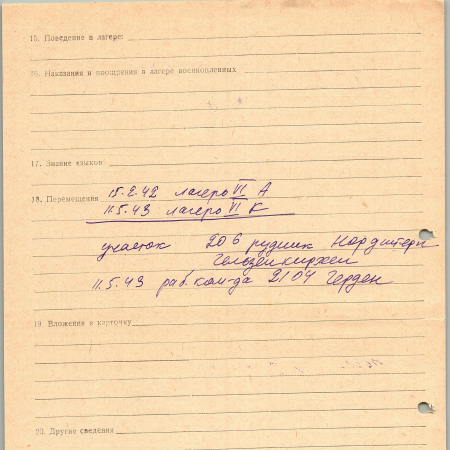 15. Поведение в лагере:
16. Наказания и поощрения в лагере военнопленных
17. Знание языков
18. Перемещения 15.2.42 лагерь VI А
11.5.43 лагерь VI К
участок 206 рудник Нордштерн
Гельзенкирхен
11.5.43 раб. ком-да 2104 Герден
19. Вложения в карточку
20. Другие сведения